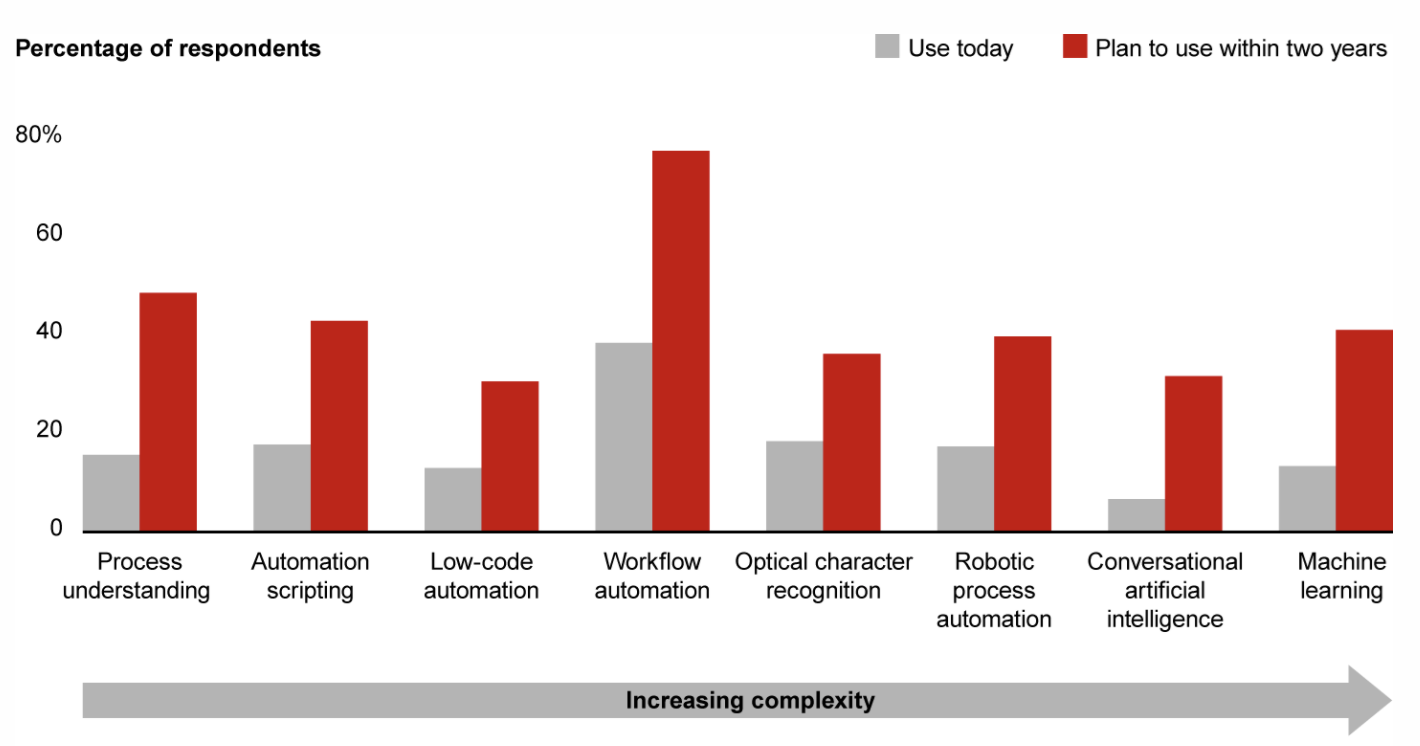 Percentage of respondents
Use today
Plan to use within two years
80%
60
40
20
0
Process
understanding
Automation
scripting
Low-code
automation
Workflow
automation
Optical character
recognition
Robotic
process
automation
Conversational
artificial
intelligence
Machine
learning
Increasing complexity